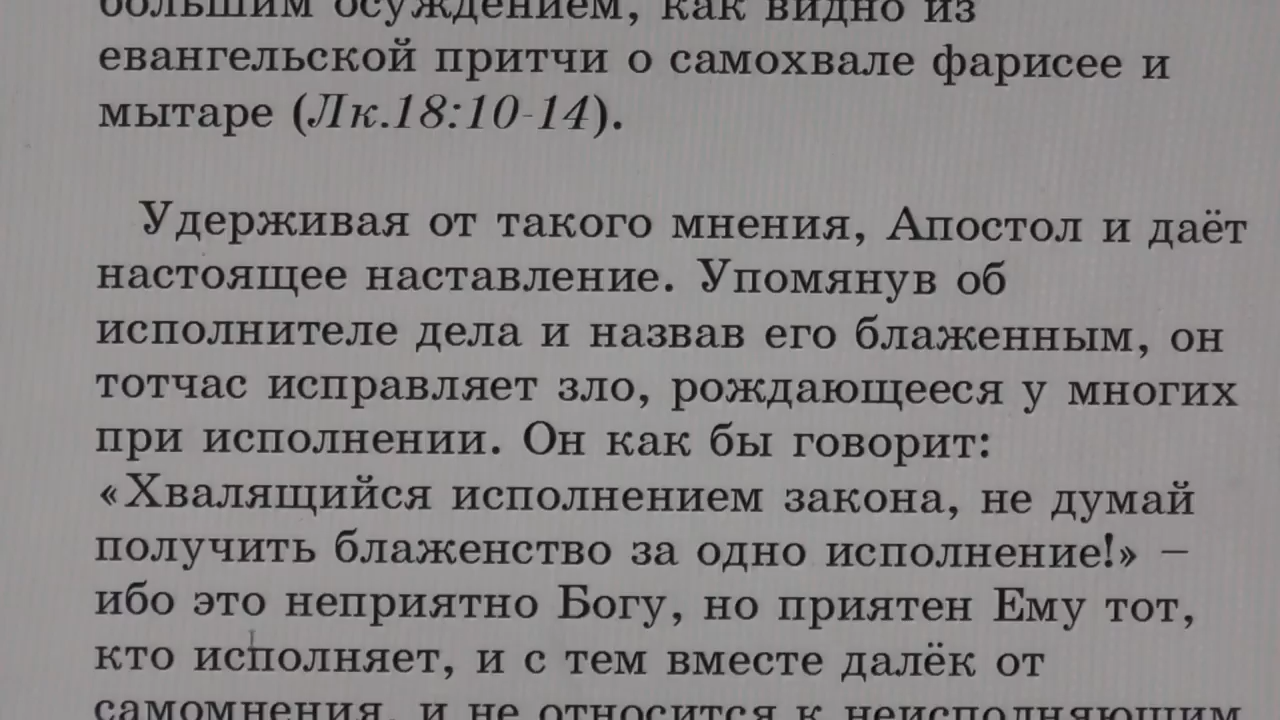 большим осуждением, как видно из
евангельской притчи о самохвале фарисее и
мытаре (Лк.18:10-14).
Удерживая от такого мнения, Апостол и даёт
настоящее наставление. Упомянув об
исполнителе дела и назвав его блаженным, он
тотчас исправляет зло, рождающееся у многих
при исполнении. Он как бы говорит:
«Хвалящийся исполнением закона, не думай
получить блаженство за одно исполнение!» –
ибо это неприятно Богу, но приятен Ему тот,
кто исполняет, и с тем вместе далёк от
самомнения, и не относится к неисполняющим